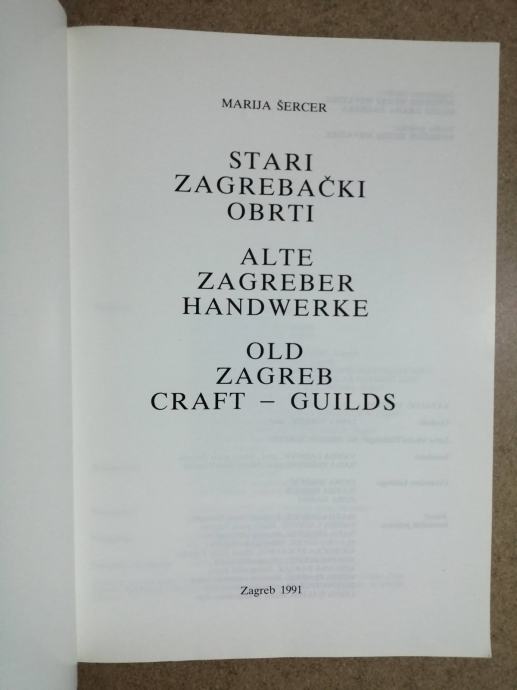 MARIJA ŠERCER
STARI
ZAGREBAČKI
OBRTI
ALTE
ZAGREBER
HANDWERKE
OLD
ZAGREB
CRAFT – GUILDS
Zagreb 1991